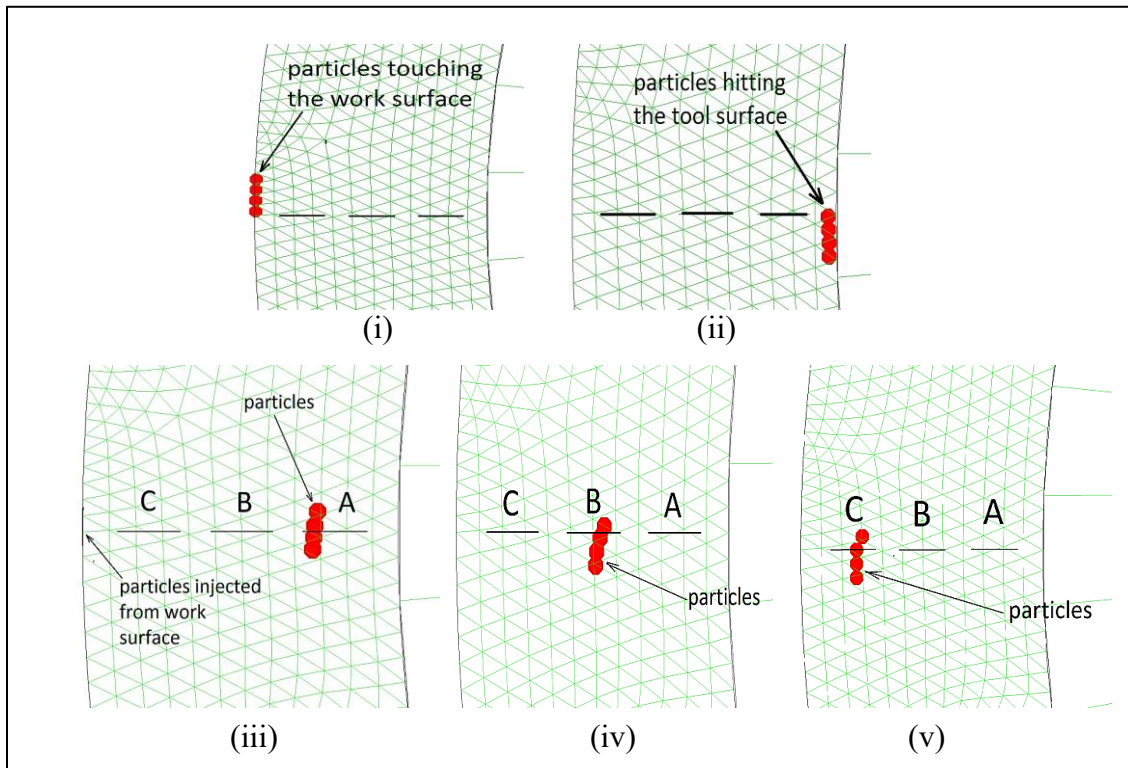 particles touching
the work surface
particles hitting
the tool surface
(i)
(ii)
particles
C B A
particles injected
from work
surface
(iii)
C B A
particles
(iv)
C B A
particles
(v)